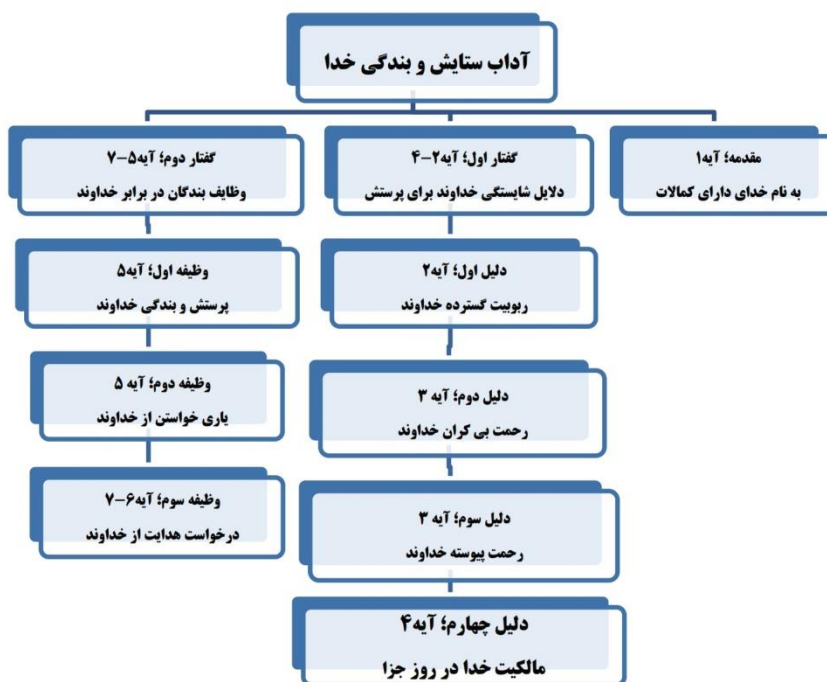 آداب ستایش و بندگی خدا
مقدمه؛ آیه۱
به نام خدای دارای کمالات
گفتار اول؛ آیه۲-۴
دلایل شایستگی خداوند برای پرستش
دلیل اول؛ آیه۲
ربوبیت گسترده خداوند
دلیل دوم؛ آیه ۳
رحمت بی کران خداوند
دلیل سوم؛ آیه ۳
رحمت پیوسته خداوند
دلیل چهارم؛ آیه۴
مالکیت خدا در روز جزا
گفتار دوم؛ آیه۵-۷
وظایف بندگان در برابر خداوند
وظیفه اول؛ آیه۵
پرستش و بندگی خداوند
وظیفه دوم؛ آیه ۵
یاری خواستن از خداوند
وظیفه سوم؛ آیه۶-۷
درخواست هدایت از خداوند